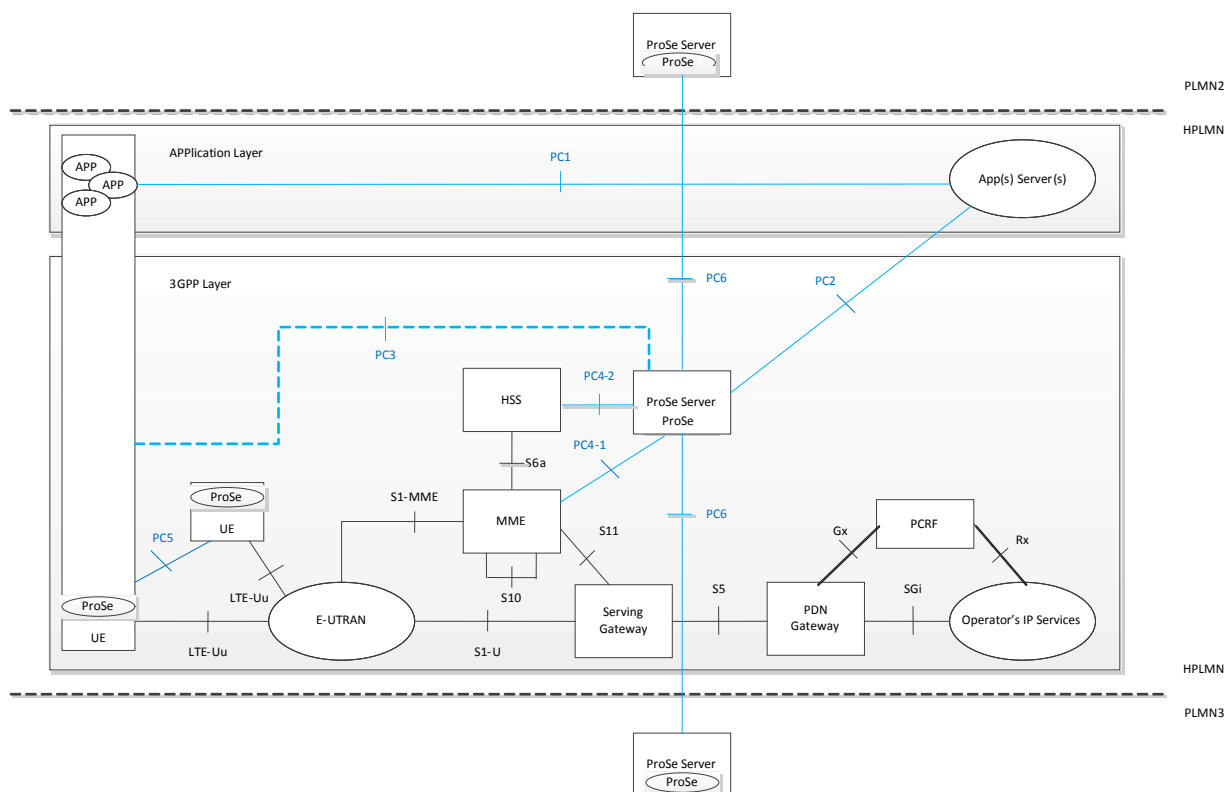 ProSe Server
ProSe
PLMN2
HPLMN
APPlication Layer
PC1
APP
APP
APP
App(s) Server(s)
3GPP Layer
PC6
PC2
PC3
PC4-2
HSS
ProSe Server
ProSe
PC4-1
S6a
S1-MME
ProSe
UE
MME
PC6
S11
PCRF
Gx
Rx
PC5
LTE-Uu
S10
ProSe
UE
LTE-Uu
E-UTRAN
S1-U
Serving
Gateway
S5
PDN
Gateway
SGi
Operator's IP Services
HPLMN
PLMN3
ProSe Server
ProSe